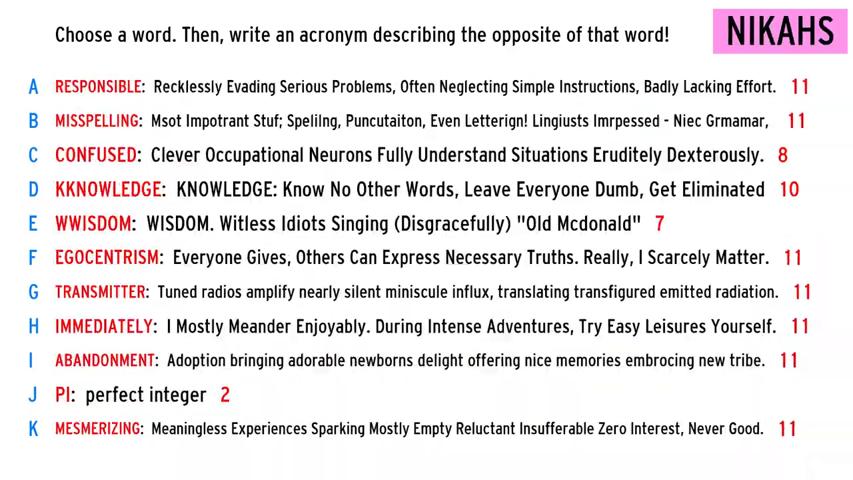 Choose a word. Then, write an acronym describing the opposite of that word!
NIKAHS
A RESPONSIBLE: Recklessly Evading Serious Problems, Often Neglecting Simple Instructions, Badly Lacking Effort. 11
B MISSPELLING: Msot Impotrant Stuf; Spelilng, Puncutaiton, Even Letterign! Lingiusts Imrpessed - Niec Grmamar, 11
C CONFUSED: Clever Occupational Neurons Fully Understand Situations Eruditely Dexterously. 8
D KKNOWLEDGE: KNOWLEDGE: Know No Other Words, Leave Everyone Dumb, Get Eliminated 10
E WWISDOM: WISDOM. Witless Idiots Singing (Disgracefully) "Old Mcdonald" 7
F EGOCENTRISM: Everyone Gives, Others Can Express Necessary Truths. Really, I Scarcely Matter. 11
G TRANSMITTER: Tuned radios amplify nearly silent miniscule influx, translating transfigured emitted radiation. 11
H IMMEDIATELY: I Mostly Meander Enjoyably. During Intense Adventures, Try Easy Leisures Yourself. 11
I ABANDONMENT: Adoption bringing adorable newborns delight offering nice memories embrocing new tribe. 11
J PI: perfect integer 2
K MESMERIZING: Meaningless Experiences Sparking Mostly Empty Reluctant Insufferable Zero Interest, Never Good. 11